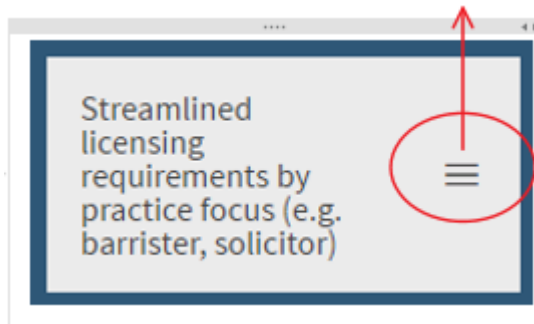 Streamlined
licensing
requirements by
practice focus (e.g.
barrister, solicitor)